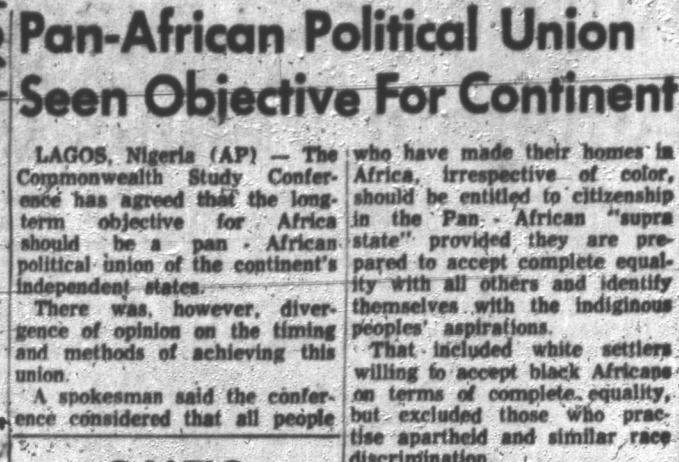 Pan-African Political Union
Seen Objective For Continent
LAGOS, Nigeria (AP) — The
Commonwealth Study Confer-
ence has agreed that the long-
term objective for Africa
should be a pan - African
political union of the continent's
independent states.
There was, however, diver-
gence of opinion on the timing
and methods of achieving this
union.
A spokesman said the confer-
ence considered that all people
who have made their homes in
Africa, irrespective of color,
should be entitled to citizenship
in the Pan - African "supra
state" provided they are pre-
pared to accept complete equal-
ity with all others and identify
themselves with the indiginous
peoples' aspirations.
That included white settlers
willing to accept black Africans
on terms of complete equality,
but excluded those who prac-
tise apartheid and similar race
discrimination.